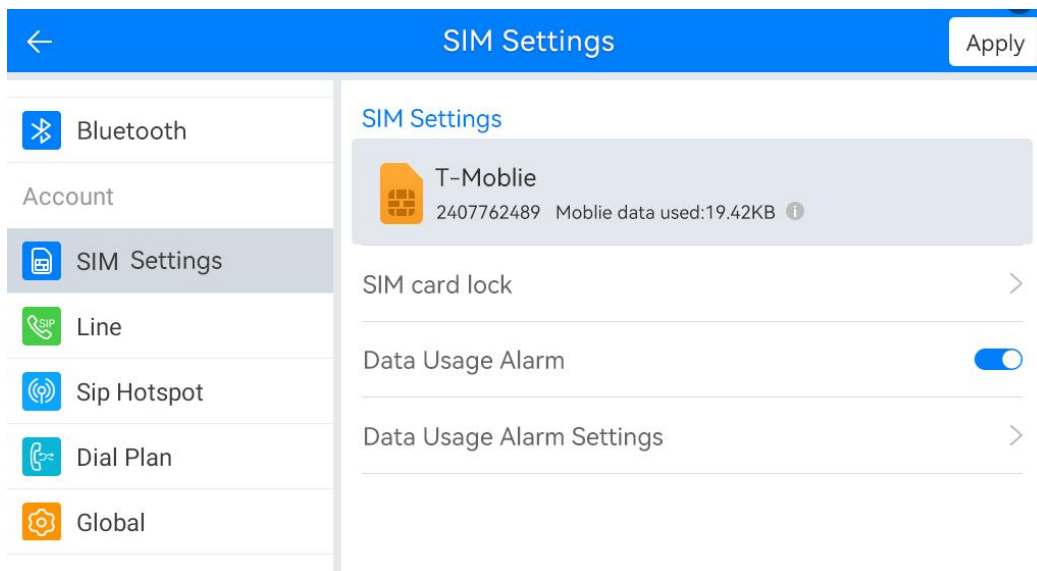 SIM Settings
Apply
Bluetooth
Account
SIM Settings
Line
Sip Hotspot
Dial Plan
Global
SIM Settings
T-Moblie
2407762489 Moblie data used:19.42KB
SIM card lock
Data Usage Alarm
Data Usage Alarm Settings
SIP